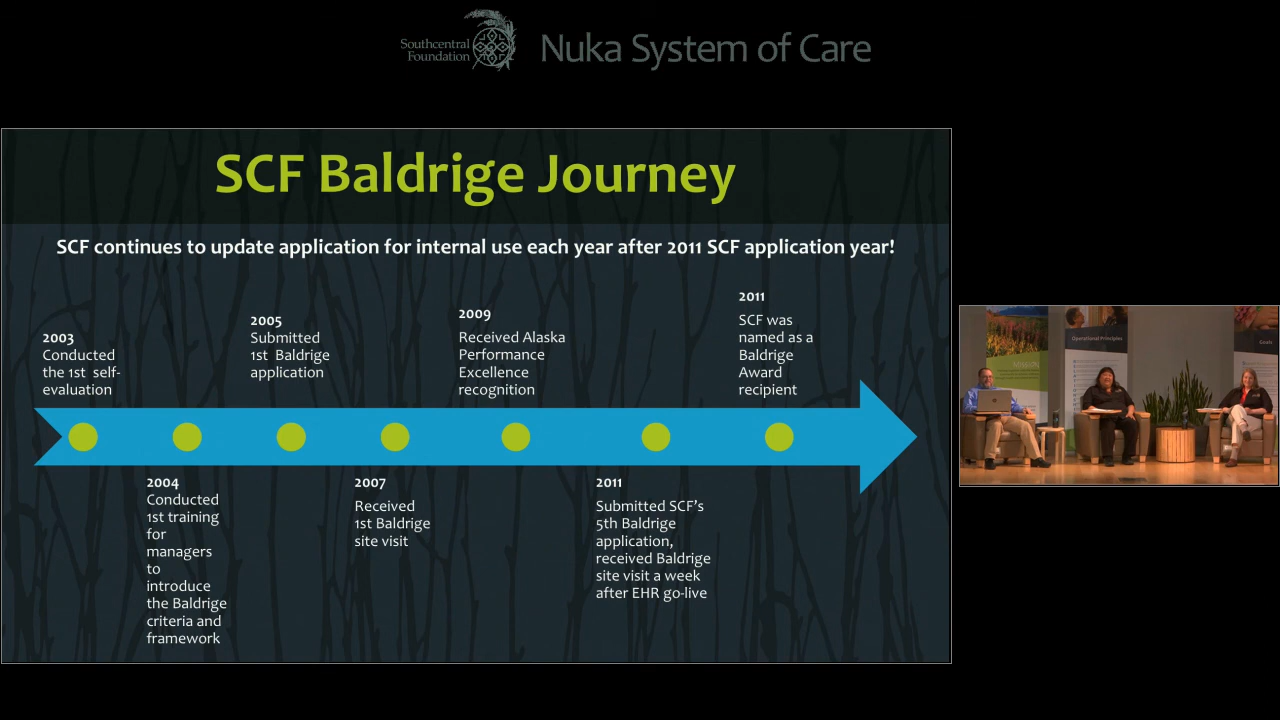 Southcentral
Foundation
Nuka System of Care
SCF Baldrige Journey
SCF continues to update application for internal use each year after 2011 SCF application year!
2003
Conducted
the 1st self-
evaluation
2004
Conducted
1st training
for
managers
to
introduce
the Baldrige
criteria and
framework
2005
Submitted
1st Baldrige
application
2007
Received
1st Baldrige
site visit
2009
Received Alaska
Performance
Excellence
recognition
2011
Submitted SCF's
5th Baldrige
application,
received Baldrige
site visit a week
after EHR go-live
2011
SCF was
named as a
Baldrige
Award
recipient
Operational Principles
Goals